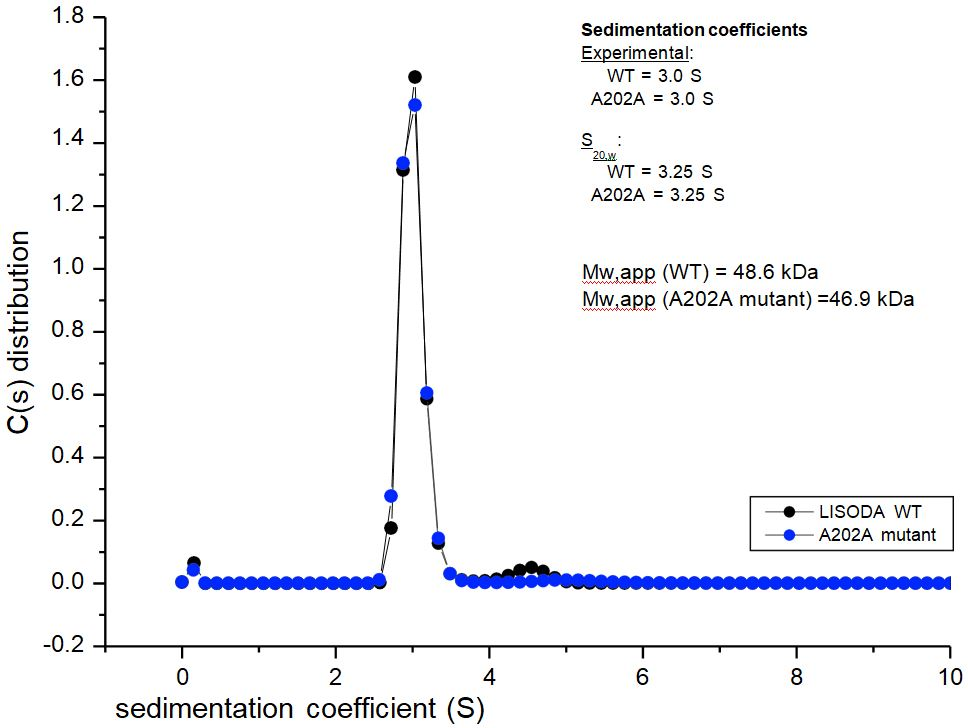 Sedimentation coefficients
Experimental:
WT = 3.0 S
A202A = 3.0 S
S20,w:
WT = 3.25 S
A202A = 3.25 S
Mw,app (WT) = 48.6 kDa
Mw,app (A202A mutant) =46.9 kDa
LISODA WT
A202A mutant
C(s) distribution
1.8
1.6
1.4
1.2
1.0
0.8
0.6
0.4
0.2
0.0
-0.2
0 2 4 6 8 10
sedimentation coefficient (S)